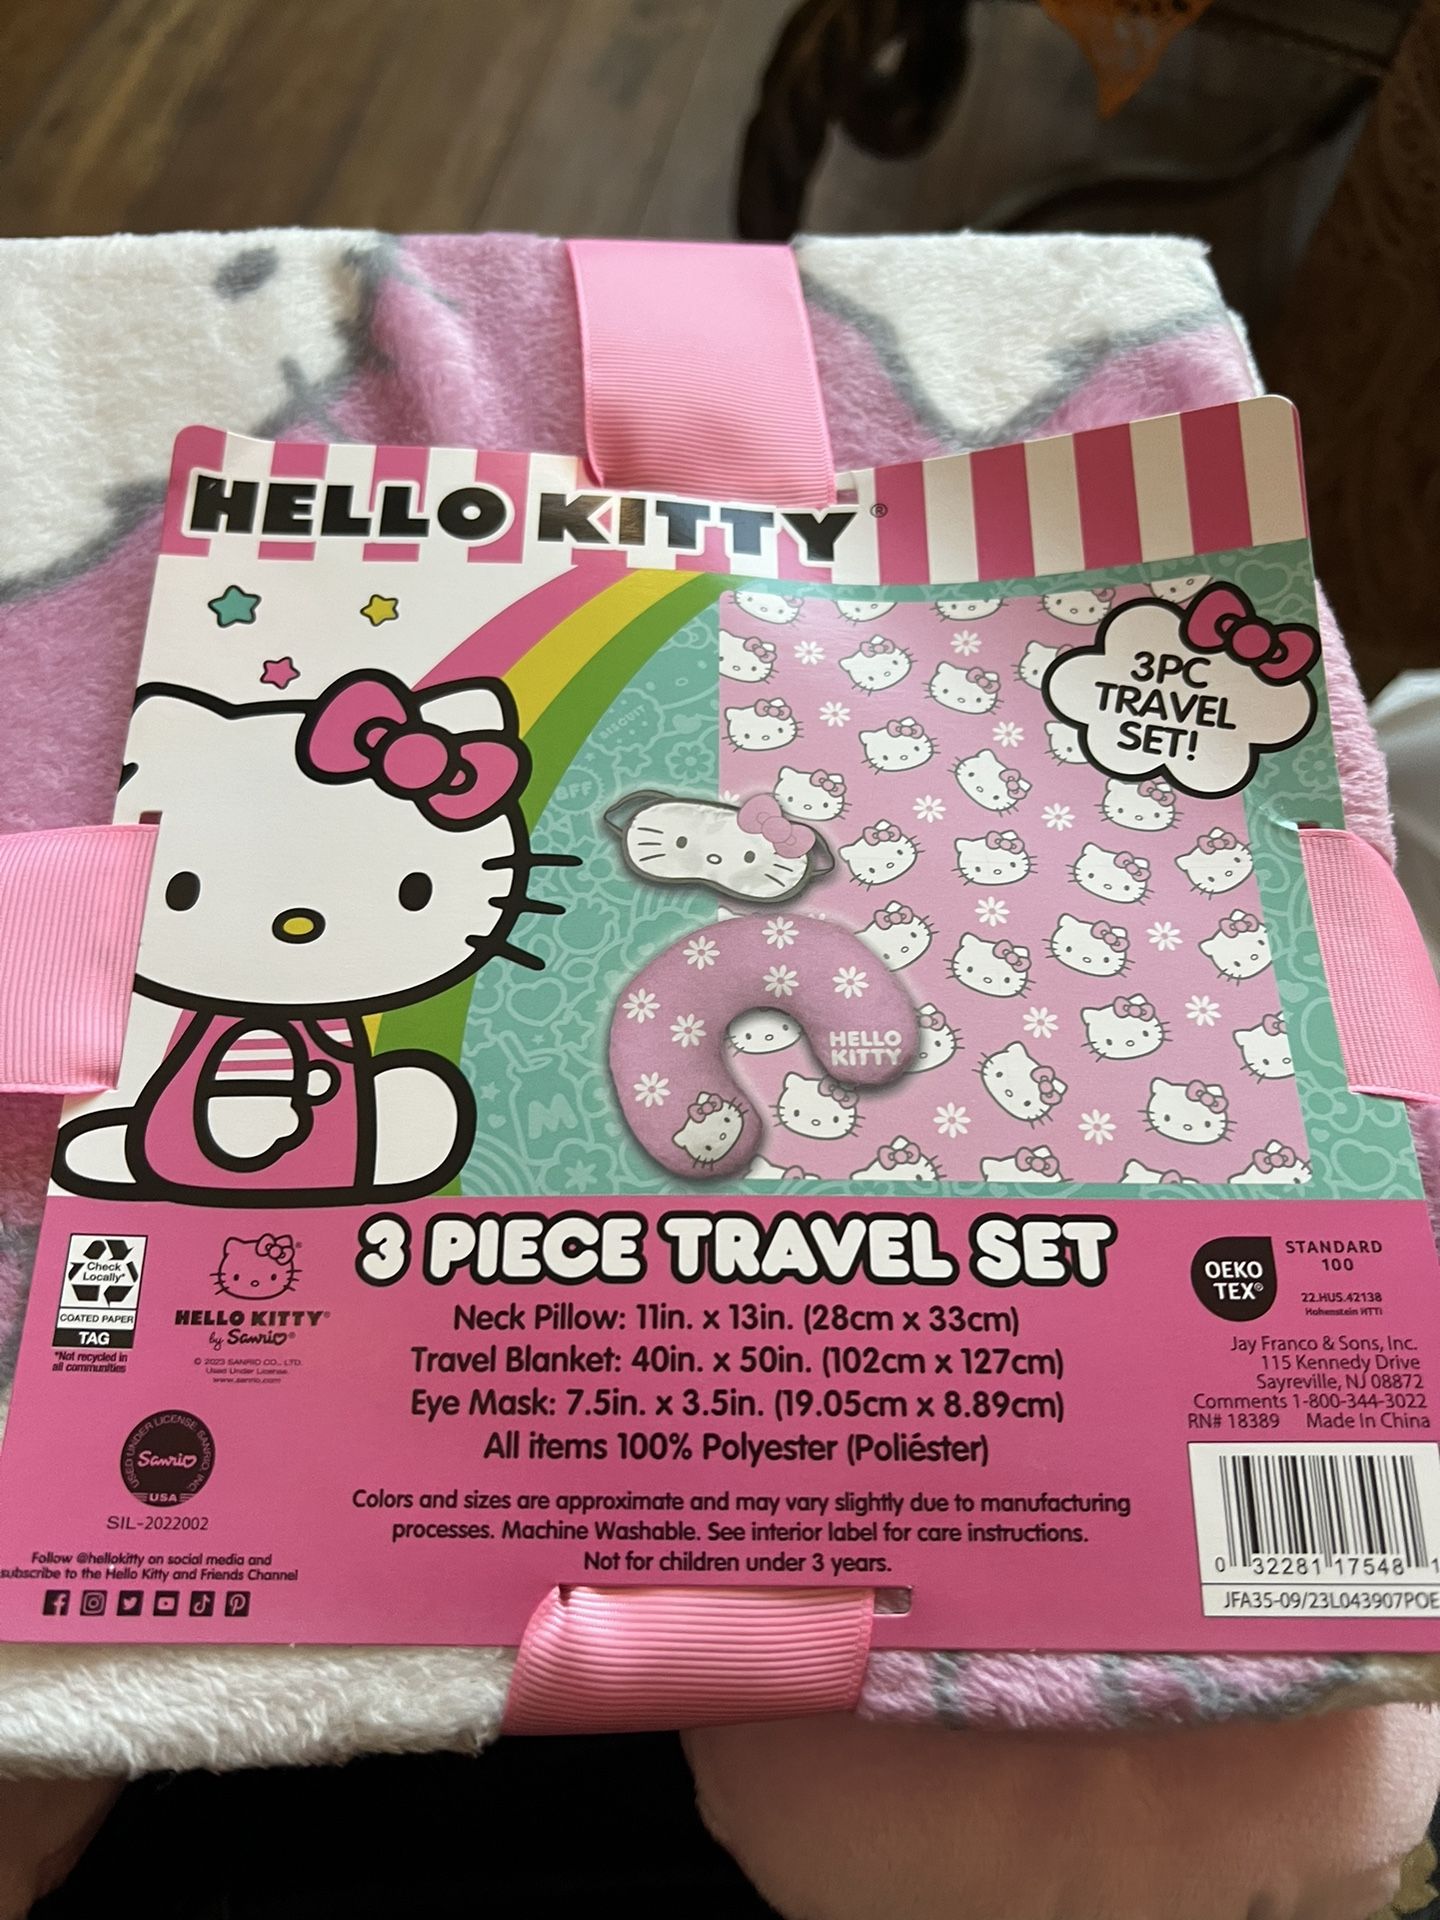 HELLO KITTY®
3PC
TRAVEL
SET!
BISCUIT
BFF
HELLO
KITTY
M
3 PIECE TRAVEL SET
Neck Pillow: 11in. x 13in. (28cm x 33cm)
Travel Blanket: 40in. x 50in. (102cm x 127cm)
Eye Mask: 7.5in. x 3.5in. (19.05cm x 8.89cm)
All items 100% Polyester (Poliéster)
Colors and sizes are approximate and may vary slightly due to manufacturing
processes. Machine Washable. See interior label for care instructions.
Not for children under 3 years.
Check
Locally*
COATED PAPER
TAG
*Not recycled in
all communities
HELLO KITTY®
by Sanrio®
© 2023 SANRIO CO., LTD.
Used Under License.
www.sanrio.com
USED UNDER LICENSE SANRIO, INC.
Sanrio
USA
SIL-2022002
Follow @hellokitty on social media and
subscribe to the Hello Kitty and Friends Channel
OEKO
TEX®
STANDARD
100
22.HUS.42138
Hohenstein HTTI
Jay Franco & Sons, Inc.
115 Kennedy Drive
Sayreville, NJ 08872
Comments 1-800-344-3022
RN# 18389 Made In China
0 32281 17548 1
JFA35-09/23L043907POE